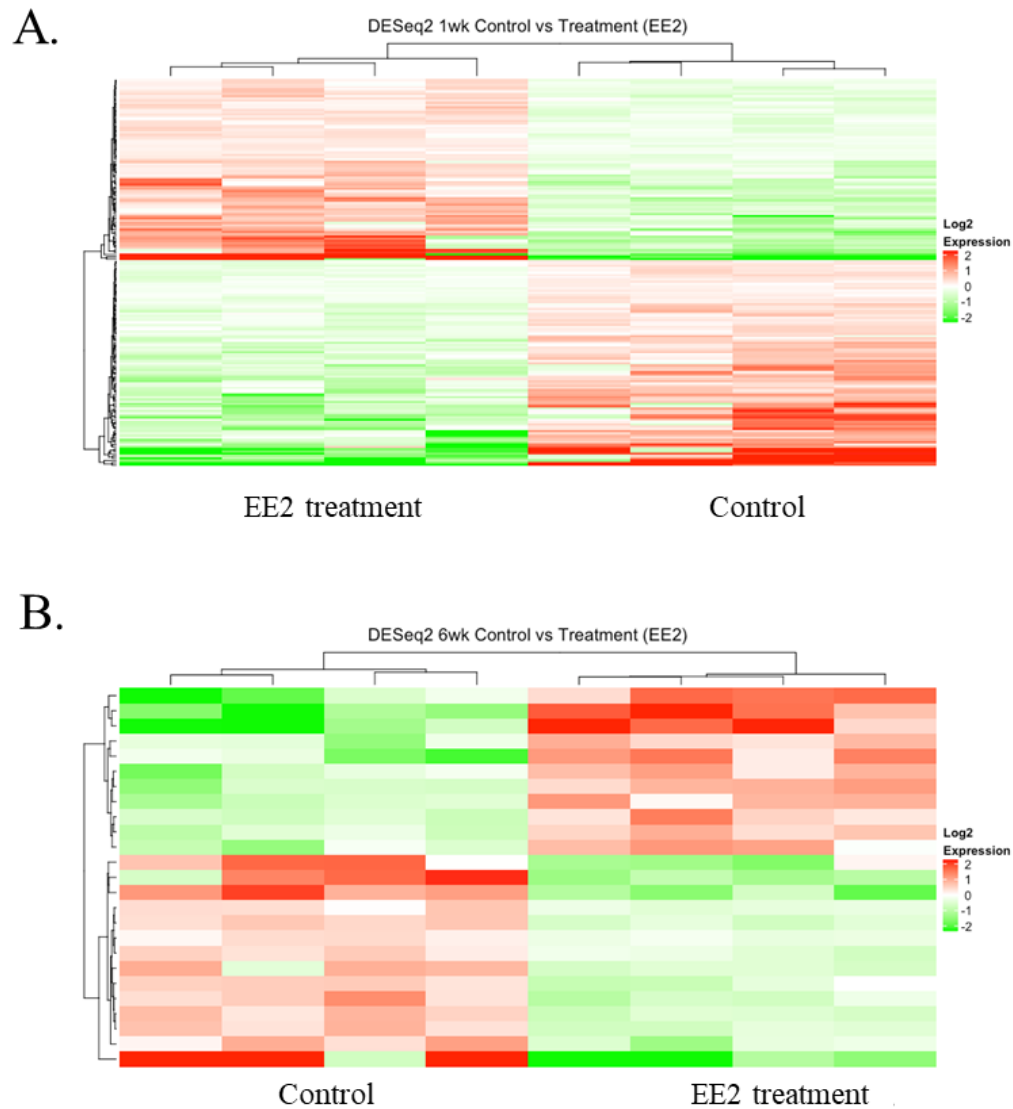 A.
DESeq2 1wk Control vs Treatment (EE2)
Log2
Expression
2
1
0
-1
-2
EE2 treatment
Control
B.
DESeq2 6wk Control vs Treatment (EE2)
Log2
Expression
2
1
0
-1
-2
Control
EE2 treatment